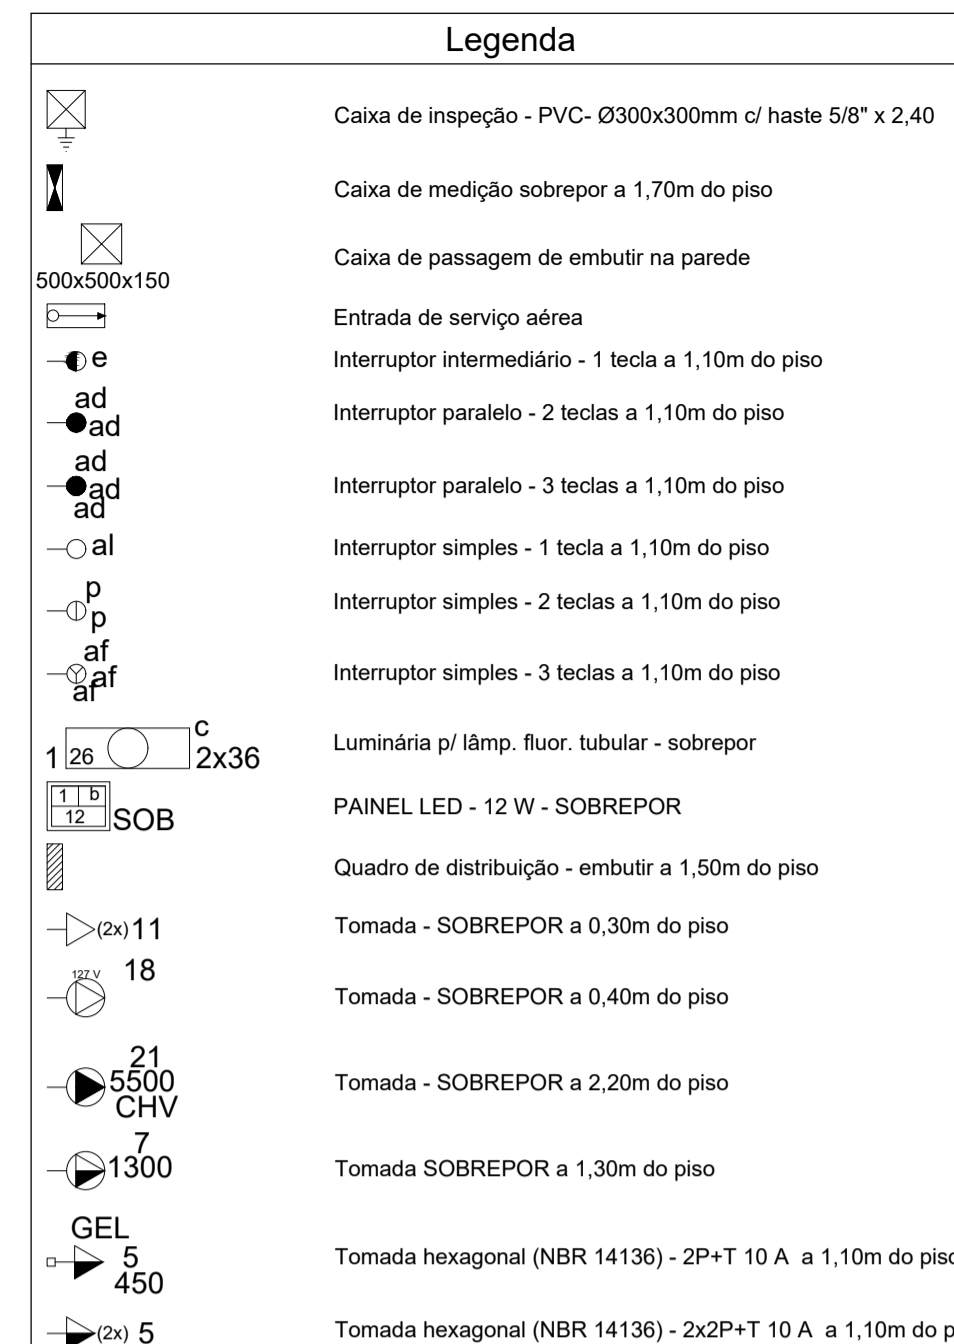 Legenda
Caixa de inspeção - PVC- Ø300x300mm c/ haste 5/8" x 2,40
Caixa de medição sobrepor a 1,70m do piso
Caixa de passagem de embutir na parede
500x500x150
Entrada de serviço aérea
e
Interruptor intermediário - 1 tecla a 1,10m do piso
ad
ad
Interruptor paralelo - 2 teclas a 1,10m do piso
ad
ad
ad
Interruptor paralelo - 3 teclas a 1,10m do piso
al
Interruptor simples - 1 tecla a 1,10m do piso
p
p
Interruptor simples - 2 teclas a 1,10m do piso
af
af
af
Interruptor simples - 3 teclas a 1,10m do piso
c
1 26 2x36
Luminária p/ lâmp. fluor. tubular - sobrepor
1 b
12
SOB
PAINEL LED - 12 W - SOBREPOR
Quadro de distribuição - embutir a 1,50m do piso
(2x) 11
Tomada - SOBREPOR a 0,30m do piso
127 V 18
Tomada - SOBREPOR a 0,40m do piso
21
5500
CHV
Tomada - SOBREPOR a 2,20m do piso
7
1300
Tomada SOBREPOR a 1,30m do piso
GEL
5
450
Tomada hexagonal (NBR 14136) - 2P+T 10 A a 1,10m do piso
(2x) 5
Tomada hexagonal (NBR 14136) - 2x2P+T 10 A a 1,10m do p